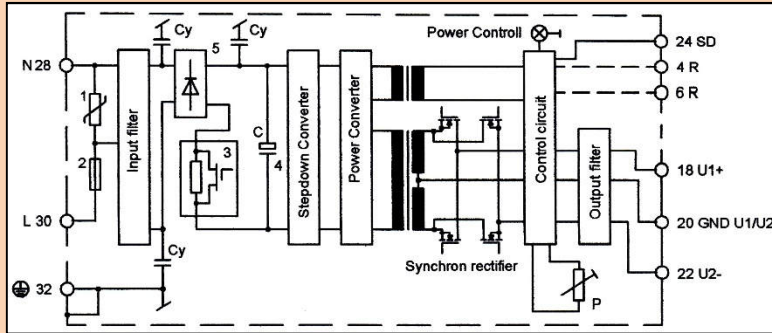 Cy
Cy
Power Controll
24 SD
N 28
5
4 R
6 R
1
Input filter
C
4
Stepdown Converter
Power Converter
Control circuit
Output filter
3
2
18 U1+
L 30
20 GND U1/U2
Cy
Synchron rectifier
22 U2-
32
P